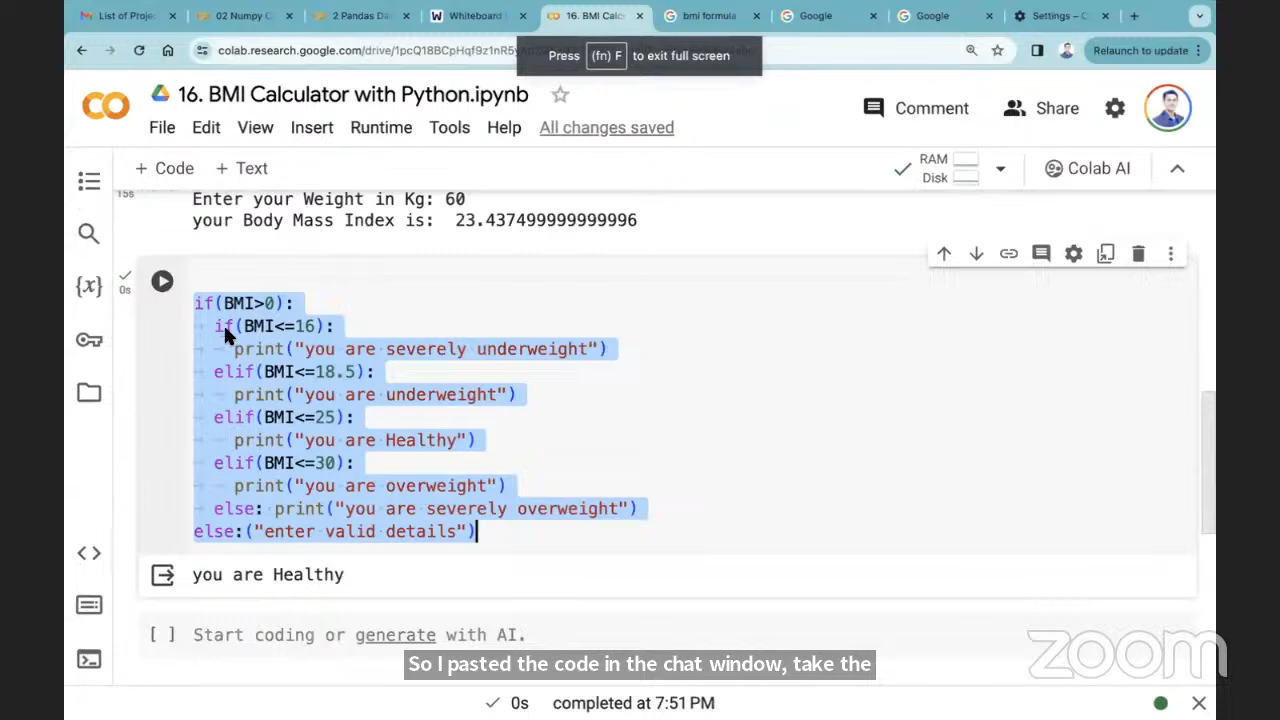 List of Projec
02 Numpy C
2 Pandas Da
Whiteboard
16. BMI Calc
bmi formula
Google
Google
Settings – C
colab.research.google.com/drive/1pcQ18BCpHqf9z1nR5
Relaunch to update
Press (fn) F to exit full screen
16. BMI Calculator with Python.ipynb
Comment
Share
File Edit View Insert Runtime Tools Help All changes saved
+ Code + Text
RAM
Disk
Colab AI
15s
Enter your Weight in Kg: 60
your Body Mass Index is:  23.437499999999996
0s
if(BMI>0):
if(BMI<=16):
print("you are severely underweight")
elif(BMI<=18.5):
print("you are underweight")
elif(BMI<=25):
print("you are Healthy")
elif(BMI<=30):
print("you are overweight")
else: print("you are severely overweight")
else:("enter valid details")
you are Healthy
[ ] Start coding or generate with AI.
So I pasted the code in the chat window, take the
zoom
0s completed at 7:51 PM